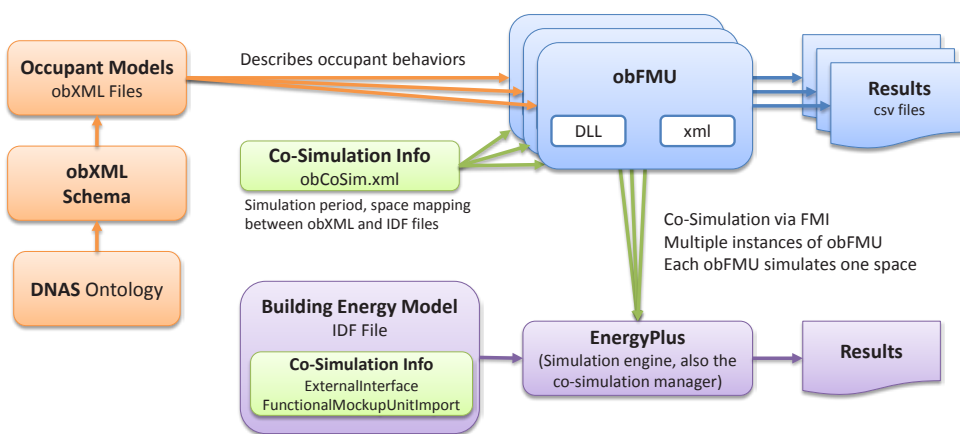 Occupant Models
obXML Files
Describes occupant behaviors
obFMU
DLL
xml
Results
csv files
obXML
Schema
Co-Simulation Info
obCoSim.xml
Simulation period, space mapping
between obXML and IDF files
DNAS Ontology
Co-Simulation via FMI
Multiple instances of obFMU
Each obFMU simulates one space
Building Energy Model
IDF File
Co-Simulation Info
ExternalInterface
FunctionalMockupUnitImport
EnergyPlus
(Simulation engine, also the
co-simulation manager)
Results